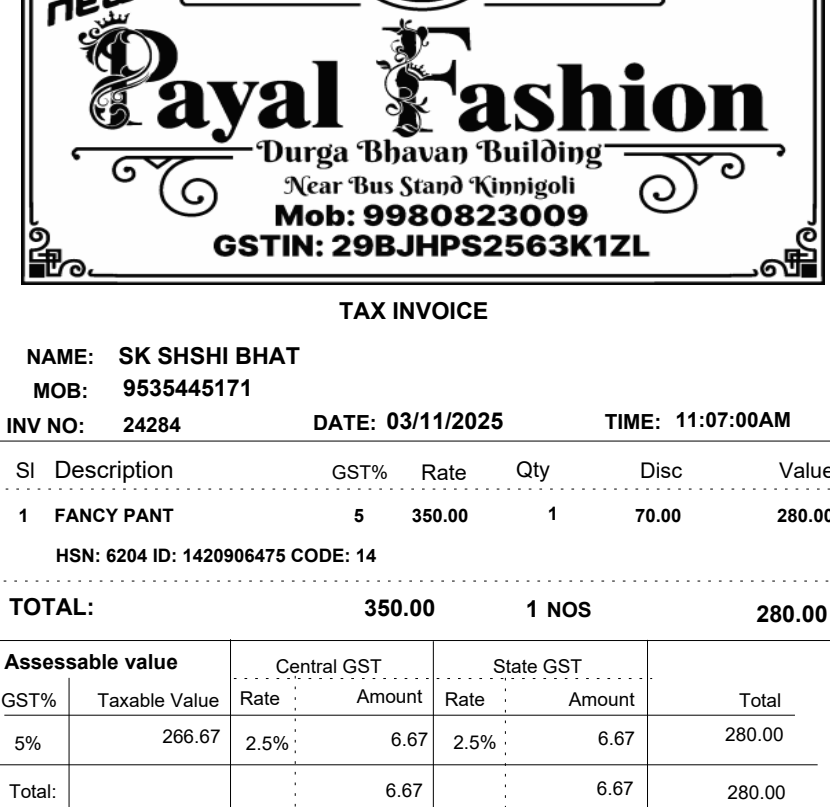 new
Payal Fashion
Durga Bhavan Building
Near Bus Stand Kinnigoli
Mob: 9980823009
GSTIN: 29BJHPS2563K1ZL
TAX INVOICE
NAME: SK SHSHI BHAT
MOB: 9535445171
INV NO: 24284 DATE: 03/11/2025 TIME: 11:07:00AM
Sl Description GST% Rate Qty Disc Value
1 FANCY PANT 5 350.00 1 70.00 280.00
HSN: 6204 ID: 1420906475 CODE: 14
TOTAL: 350.00 1 NOS 280.00
Assessable value Central GST State GST
GST% Taxable Value Rate Amount Rate Amount Total
5% 266.67 2.5% 6.67 2.5% 6.67 280.00
Total: 6.67 6.67 280.00